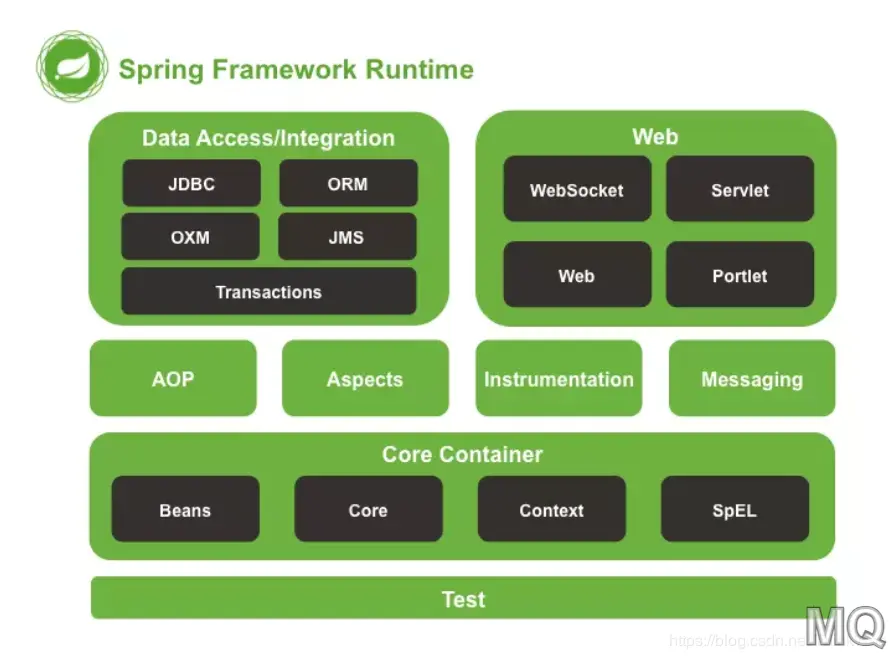 Spring Framework Runtime
Data Access/Integration
JDBC
ORM
OXM
JMS
Transactions
Web
WebSocket
Servlet
Web
Portlet
AOP
Aspects
Instrumentation
Messaging
Core Container
Beans
Core
Context
SpEL
Test
https://blog.csdn.ne
MQ